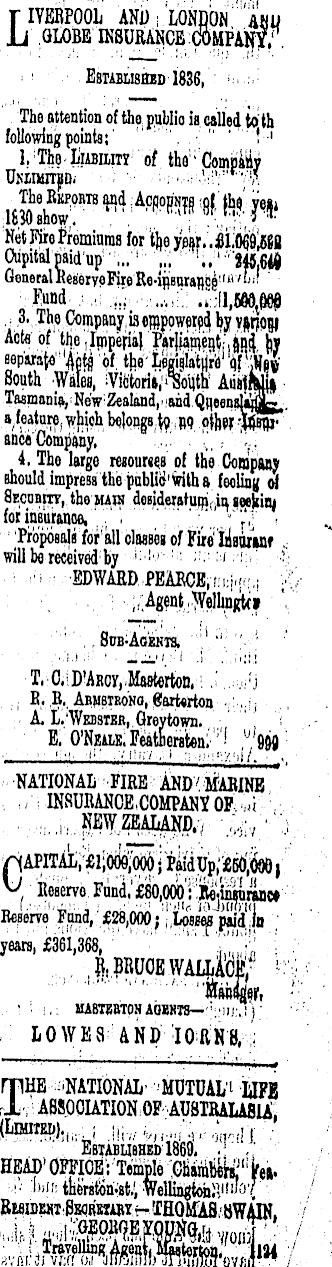 LIVERPOOL AND LONDON AND
GLOBE INSURANCE COMPANY.
ESTABLISHED 1836,
The attention of the public is called to th
following points:
1, The LIABILITY of the Company
UNLIMITED.
The REPORTS and ACCOUNTS of the yea.
1880 show.
Net Fire Premiums for the year..£1,069,582
Capital paid up ... ... .. 245,640
General Reserve Fire Re-insurance
Fund ... ... .. 1,500,000
3. The Company is empowered by various
Acts of the Imperial Parliament and by
separate Acts of the Legislature of New
South Wales, Victoria, South Australia
Tasmania, New Zealand, and Queensland—
a feature which belongs to no other Insur-
ance Company.
4. The large resources of the Company
should impress the public with a feeling of
SECURITY, the MAIN desideratum in seeking
for insurance.
Proposals for all classes of Fire Insurance
will be received by
EDWARD PEARCE,
Agent Wellington
SUB-AGENTS.
T. C. D'ARCY, Masterton.
R. B. ARMSTRONG, Carterton
A. L. WEBSTER, Greytown.
E. O'NEALE. Featherston. 999
NATIONAL FIRE AND MARINE
INSURANCE COMPANY OF
NEW ZEALAND.
CAPITAL, £1,000,000; Paid Up, £50,000;
Reserve Fund, £80,000; Re-insurance
Reserve Fund, £28,000; Losses paid in
years, £361,368,
R. BRUCE WALLACE,
Manager.
MASTERTON AGENTS—
LOWES AND IORNS.
THE NATIONAL MUTUAL LIFE
ASSOCIATION OF AUSTRALASIA,
(LIMITED).
ESTABLISHED 1869.
HEAD OFFICE: Temple Chambers, Fea-
therston-st., Wellington.
RESIDENT SECRETARY—THOMAS SWAIN,
GEORGE YOUNG,
Travelling Agent, Masterton. 124